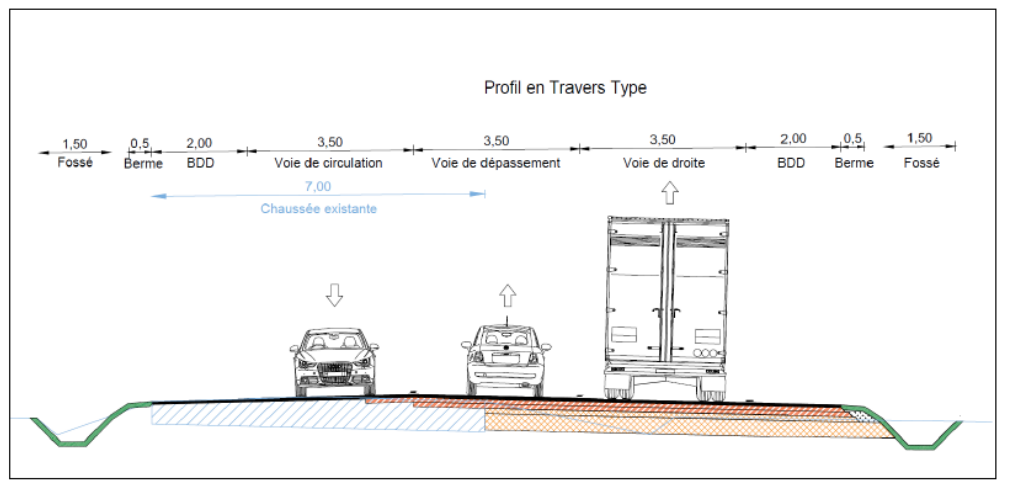 Profil en Travers Type
1,50 0,5 2,00 3,50 3,50 3,50 2,00 0,5 1,50
Fossé Berme BDD Voie de circulation Voie de dépassement Voie de droite BDD Berme Fossé
7,00
Chaussée existante